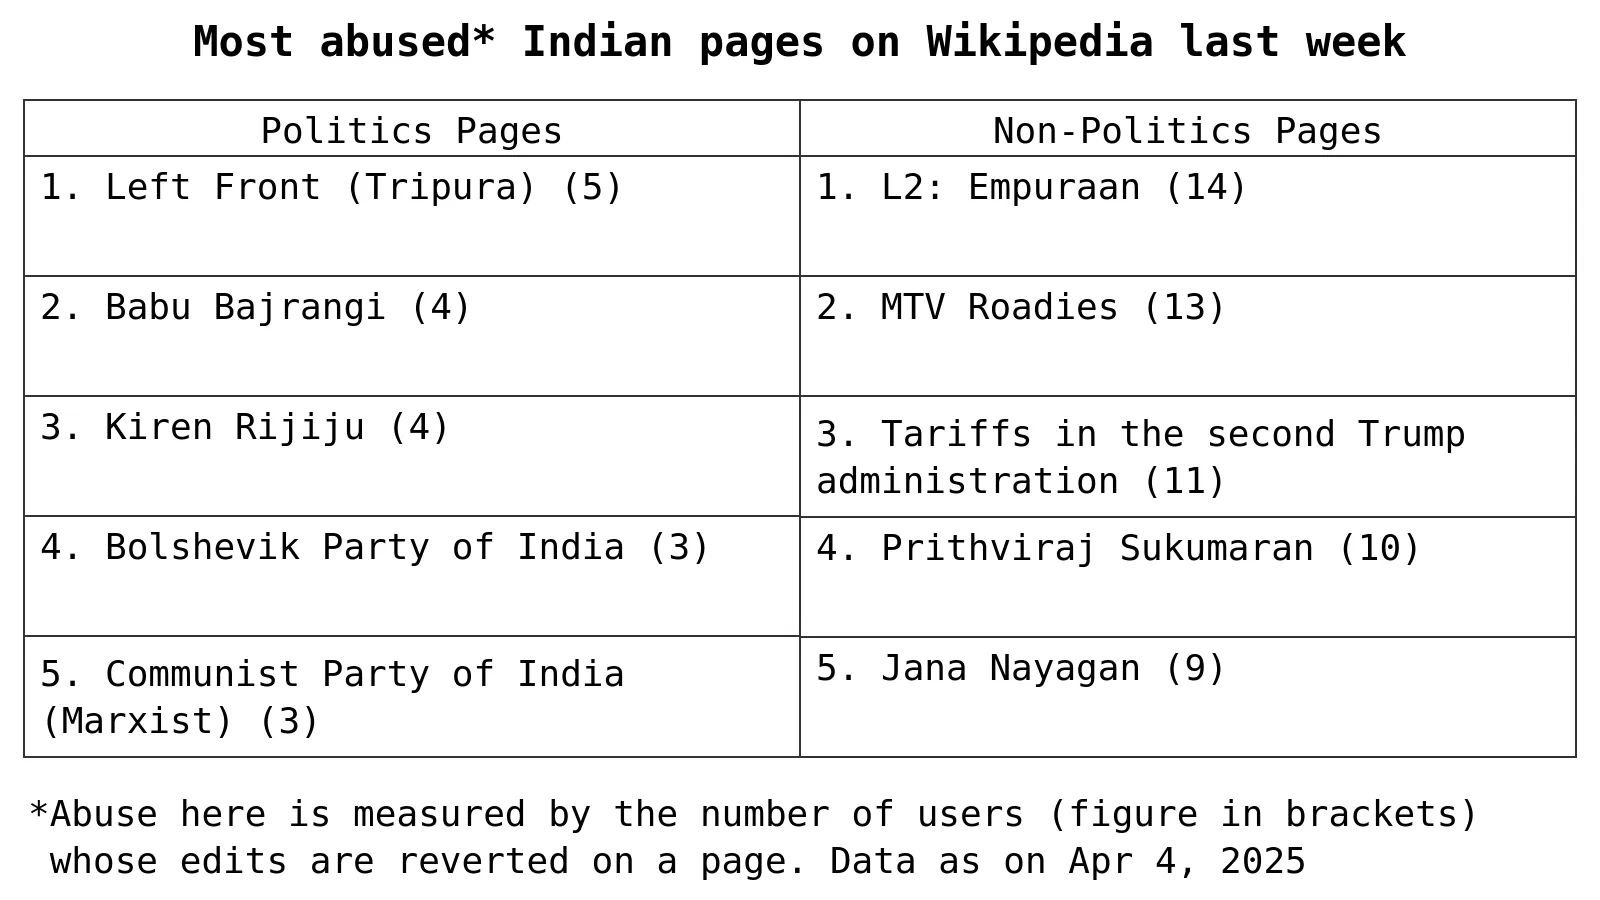 Most abused* Indian pages on Wikipedia last week
Politics Pages
Non-Politics Pages
1. Left Front (Tripura) (5)
1. L2: Empuraan (14)
2. Babu Bajrangi (4)
2. MTV Roadies (13)
3. Kiren Rijiju (4)
3. Tariffs in the second Trump
administration (11)
4. Bolshevik Party of India (3)
4. Prithviraj Sukumaran (10)
5. Communist Party of India
(Marxist) (3)
5. Jana Nayagan (9)
*Abuse here is measured by the number of users (figure in brackets)
whose edits are reverted on a page. Data as on Apr 4, 2025